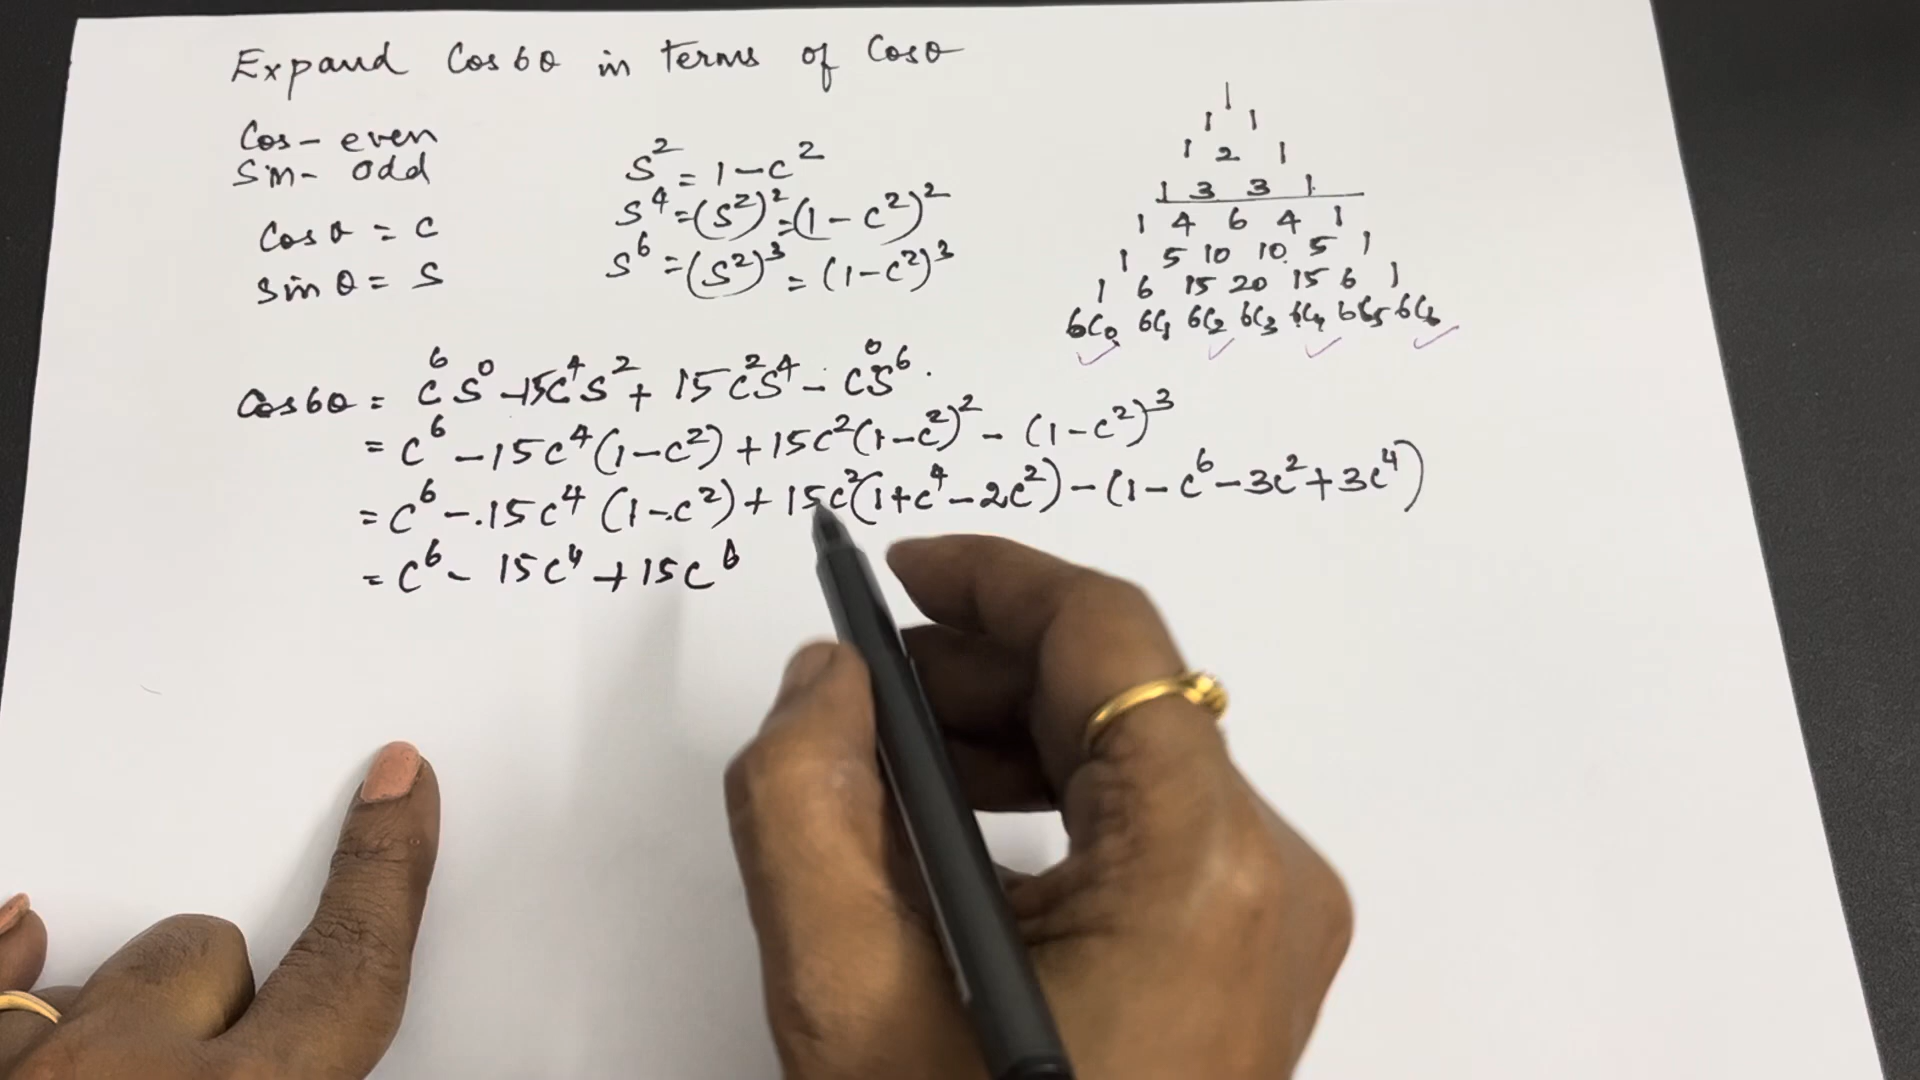 Expand Cos6θ in terms of Cosθ
Cos- even
Sin- odd
Cosθ = c
Sinθ = s
s² = 1-c²
s⁴ = (s²)² = (1-c²)²
s⁶ = (s²)³ = (1-c²)³
1
1 1
1 2 1
1 3 3 1
1 4 6 4 1
1 5 10 10 5 1
1 6 15 20 15 6 1
6C₀ 6C₁ 6C₂ 6C₃ 6C₄ 6C₅ 6C₆
Cos6θ = c⁶s⁰ - 15c⁴s² + 15c²s⁴ - c⁰s⁶.
= c⁶ - 15c⁴(1-c²) + 15c²(1-c²)² - (1-c²)³
= c⁶ - 15c⁴(1-c²) + 15c²(1+c⁴-2c²) - (1-c⁶-3c²+3c⁴)
= c⁶ - 15c⁴ + 15c⁶